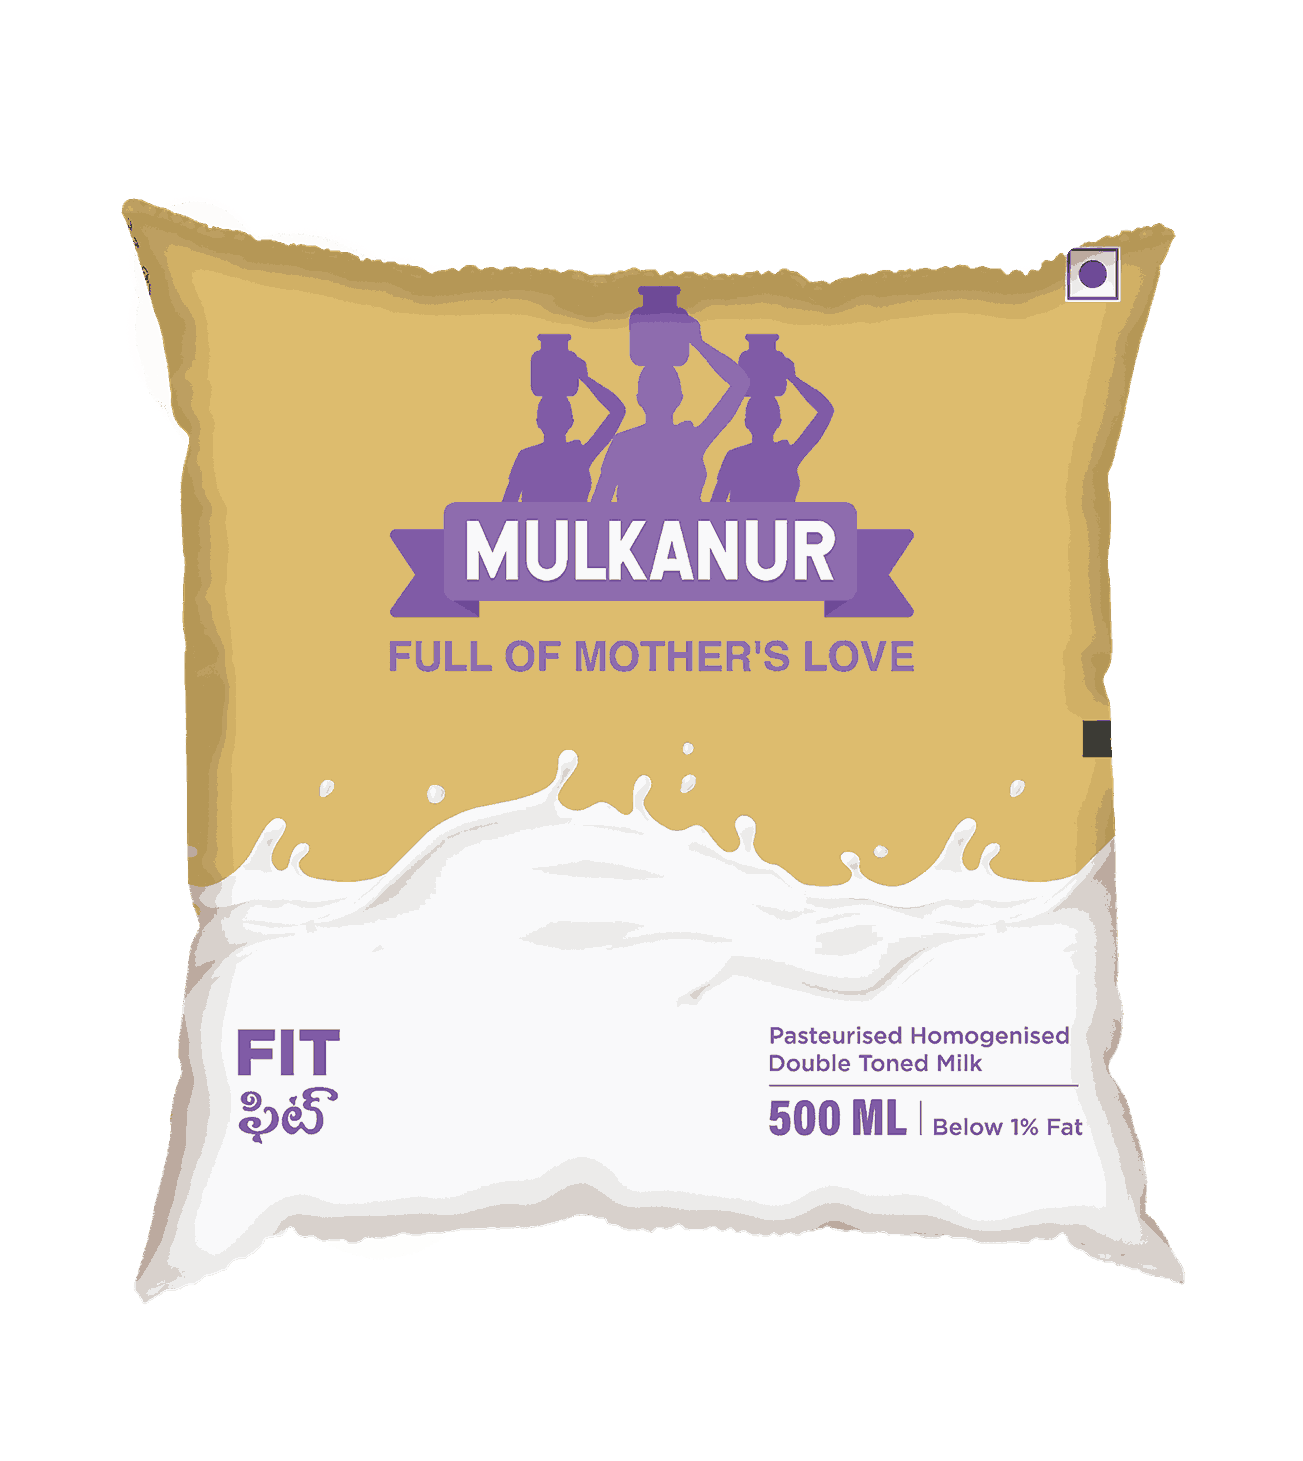 MULKANUR
FULL OF MOTHER'S LOVE
FIT
ఫిట్
Pasteurised Homogenised
Double Toned Milk
500 ML | Below 1% Fat